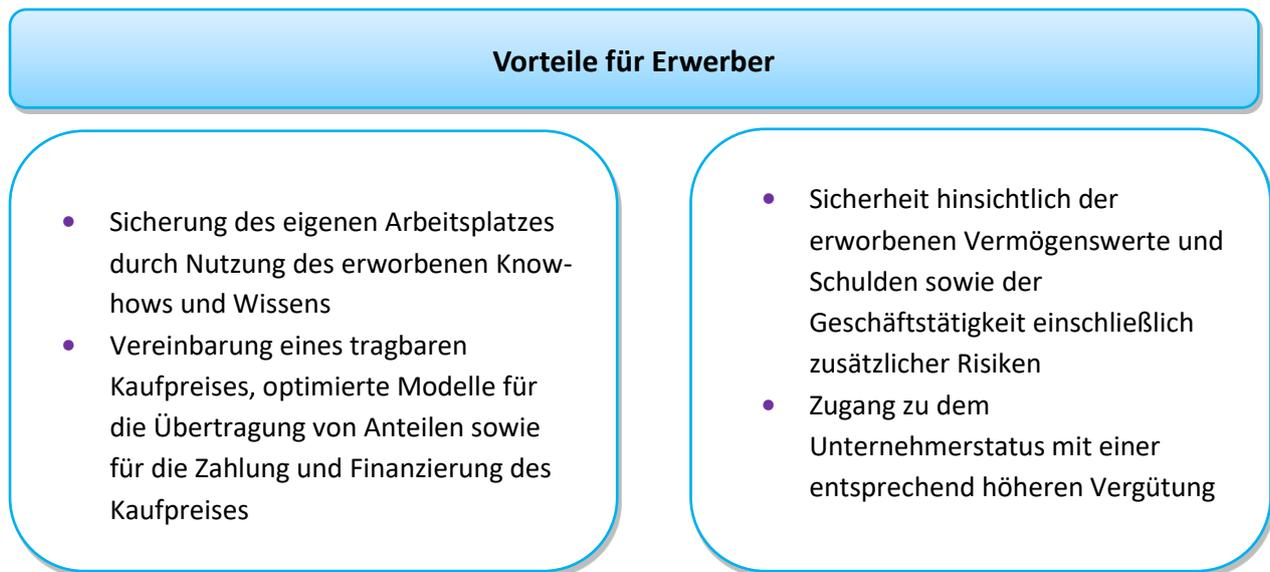 Vorteile für Erwerber
• Sicherung des eigenen Arbeitsplatzes
durch Nutzung des erworbenen Know-
hows und Wissens
• Vereinbarung eines tragbaren
Kaufpreises, optimierte Modelle für
die Übertragung von Anteilen sowie
für die Zahlung und Finanzierung des
Kaufpreises
• Sicherheit hinsichtlich der
erworbenen Vermögenswerte und
Schulden sowie der
Geschäftstätigkeit einschließlich
zusätzlicher Risiken
• Zugang zu dem
Unternehmerstatus mit einer
entsprechend höheren Vergütung